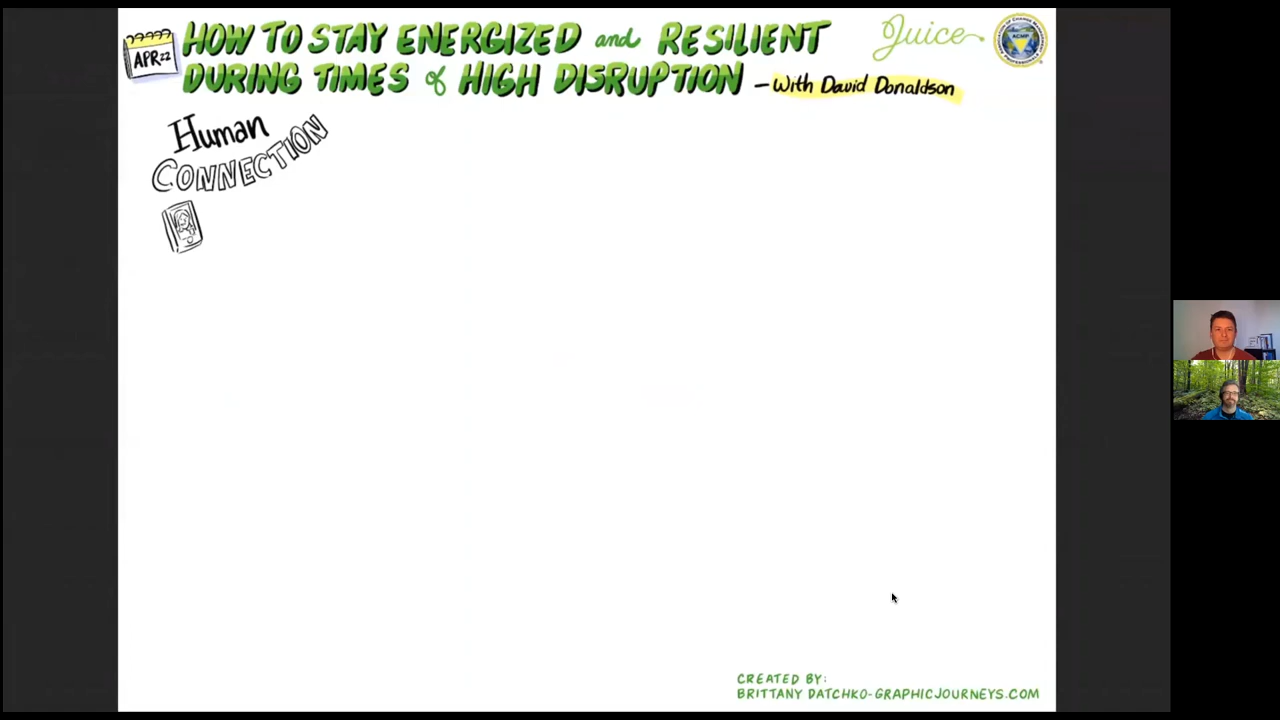 APR 22
HOW TO STAY ENERGIZED and RESILIENT
DURING TIMES of HIGH DISRUPTION – With David Donaldson
Juice
ACMP
Human
CONNECTION
CREATED BY:
BRITTANY DATCHKO-GRAPHICJOURNEYS.COM